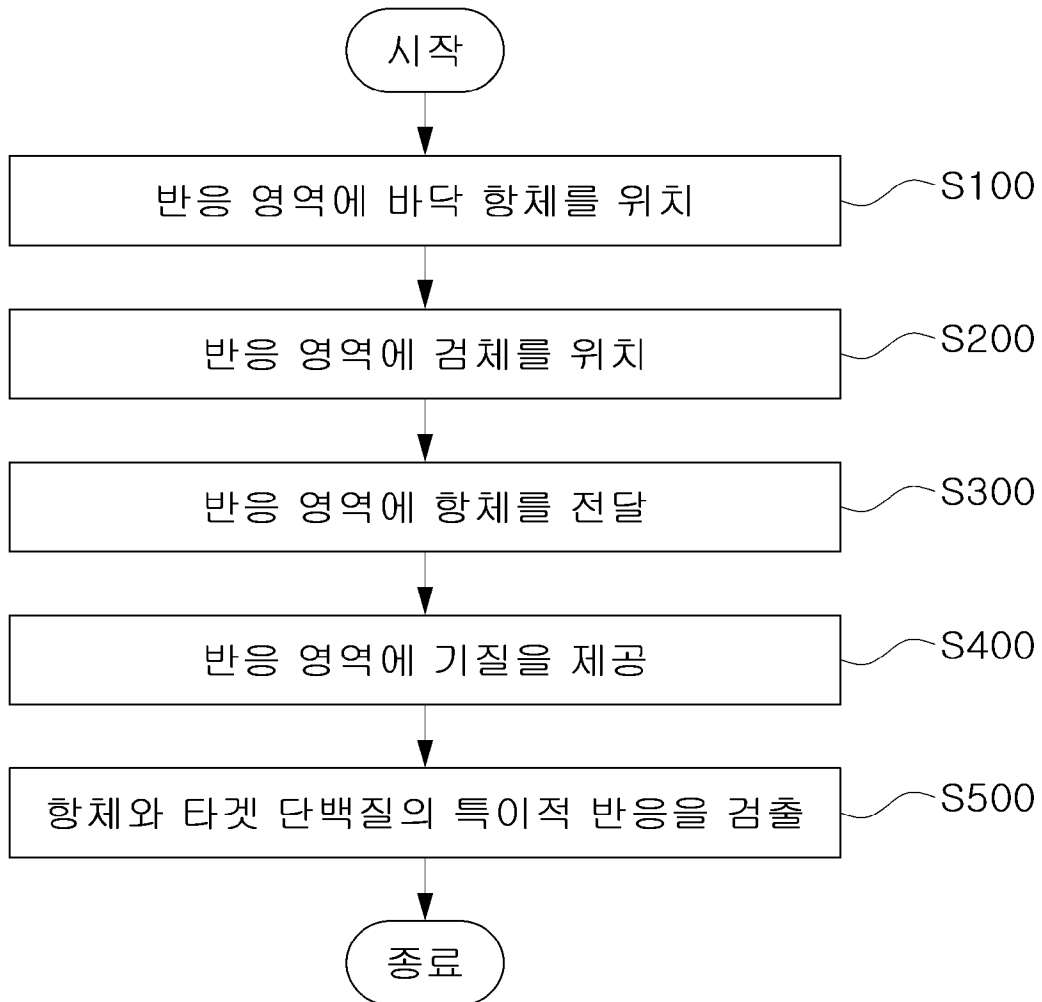 시작
반응 영역에 바닥 항체를 위치
S100
반응 영역에 검체를 위치
S200
반응 영역에 항체를 전달
S300
반응 영역에 기질을 제공
S400
항체와 타겟 단백질의 특이적 반응을 검출
S500
종료